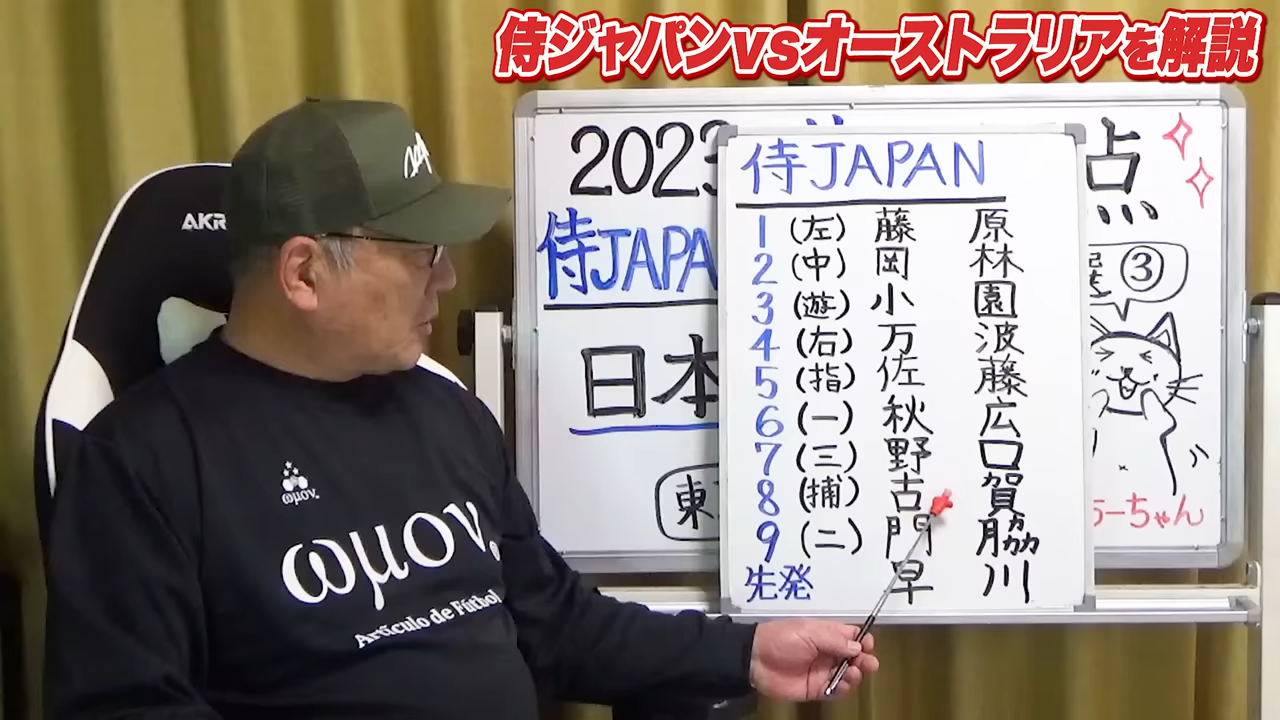 侍ジャパンvsオーストラリアを解説
2023
点
侍JAPA
日本
東
③
ちゃん
侍JAPAN
1 (左) 藤原
2 (中) 岡林
3 (遊) 小園
4 (右) 万波
5 (指) 佐藤
6 (一) 秋広
7 (三) 野口
8 (捕) 古賀
9 (二) 門脇
先発 早川
AKR
ωμον.
ωμον.
Artículo de Fútbol